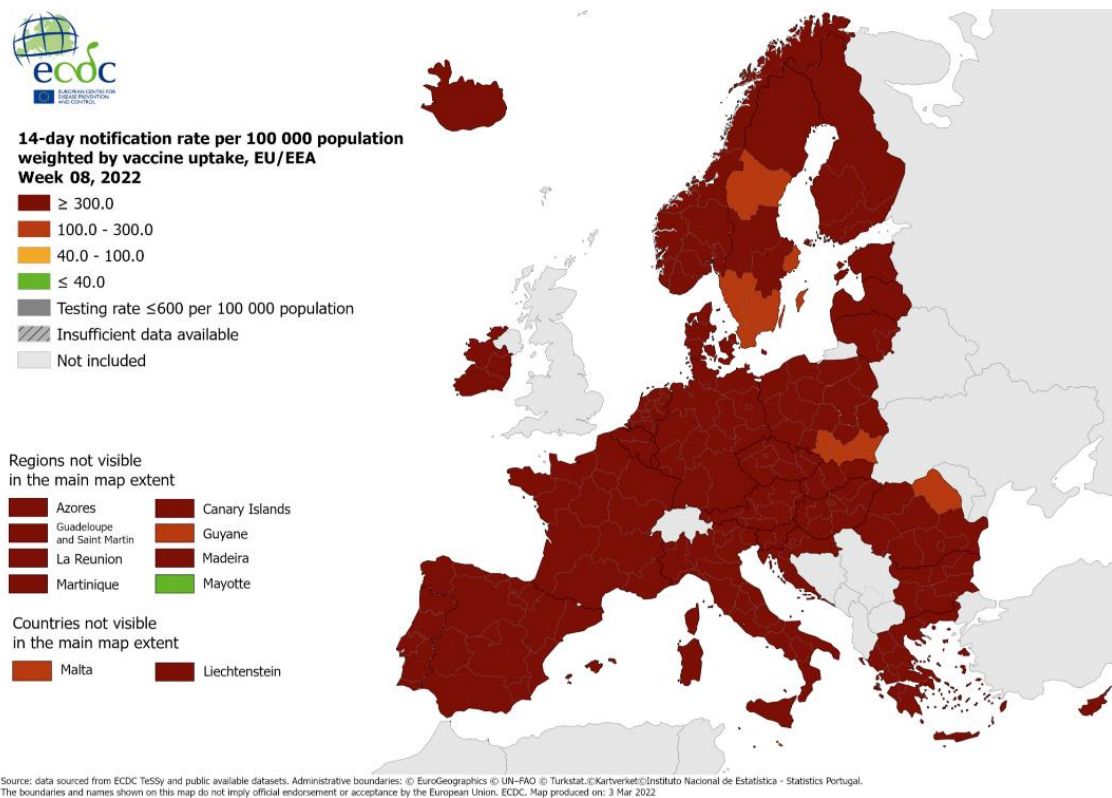 ecdc
EUROPEAN CENTRE FOR
DISEASE PREVENTION
AND CONTROL
14-day notification rate per 100 000 population
weighted by vaccine uptake, EU/EEA
Week 08, 2022
≥ 300.0
100.0 - 300.0
40.0 - 100.0
≤ 40.0
Testing rate ≤600 per 100 000 population
Insufficient data available
Not included
Regions not visible
in the main map extent
Azores
Canary Islands
Guadeloupe
and Saint Martin
Guyane
La Reunion
Madeira
Martinique
Mayotte
Countries not visible
in the main map extent
Malta
Liechtenstein
Source: data sourced from ECDC TeSSy and public available datasets. Administrative boundaries: © EuroGeographics © UN–FAO © Turkstat.©Kartverket©Instituto Nacional de Estatística - Statistics Portugal.
The boundaries and names shown on this map do not imply official endorsement or acceptance by the European Union. ECDC. Map produced on: 3 Mar 2022